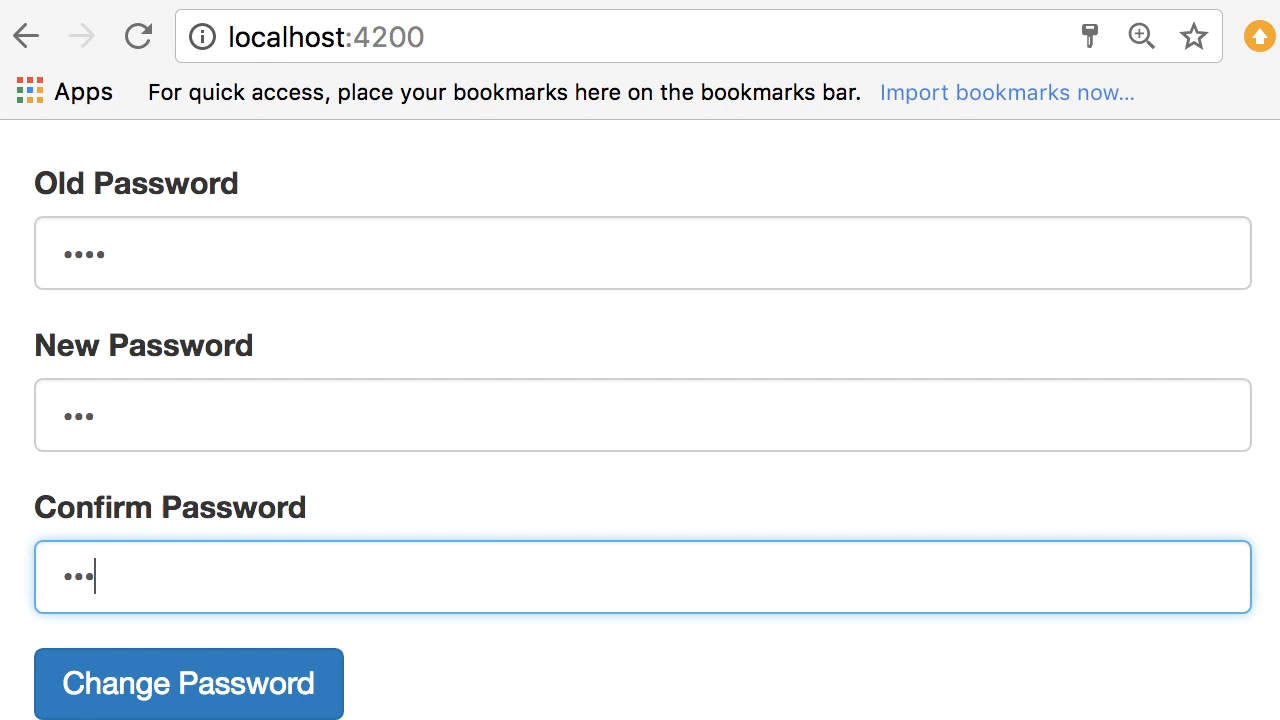 localhost:4200
Apps For quick access, place your bookmarks here on the bookmarks bar. Import bookmarks now...
Old Password
••••
New Password
•••
Confirm Password
•••
Change Password